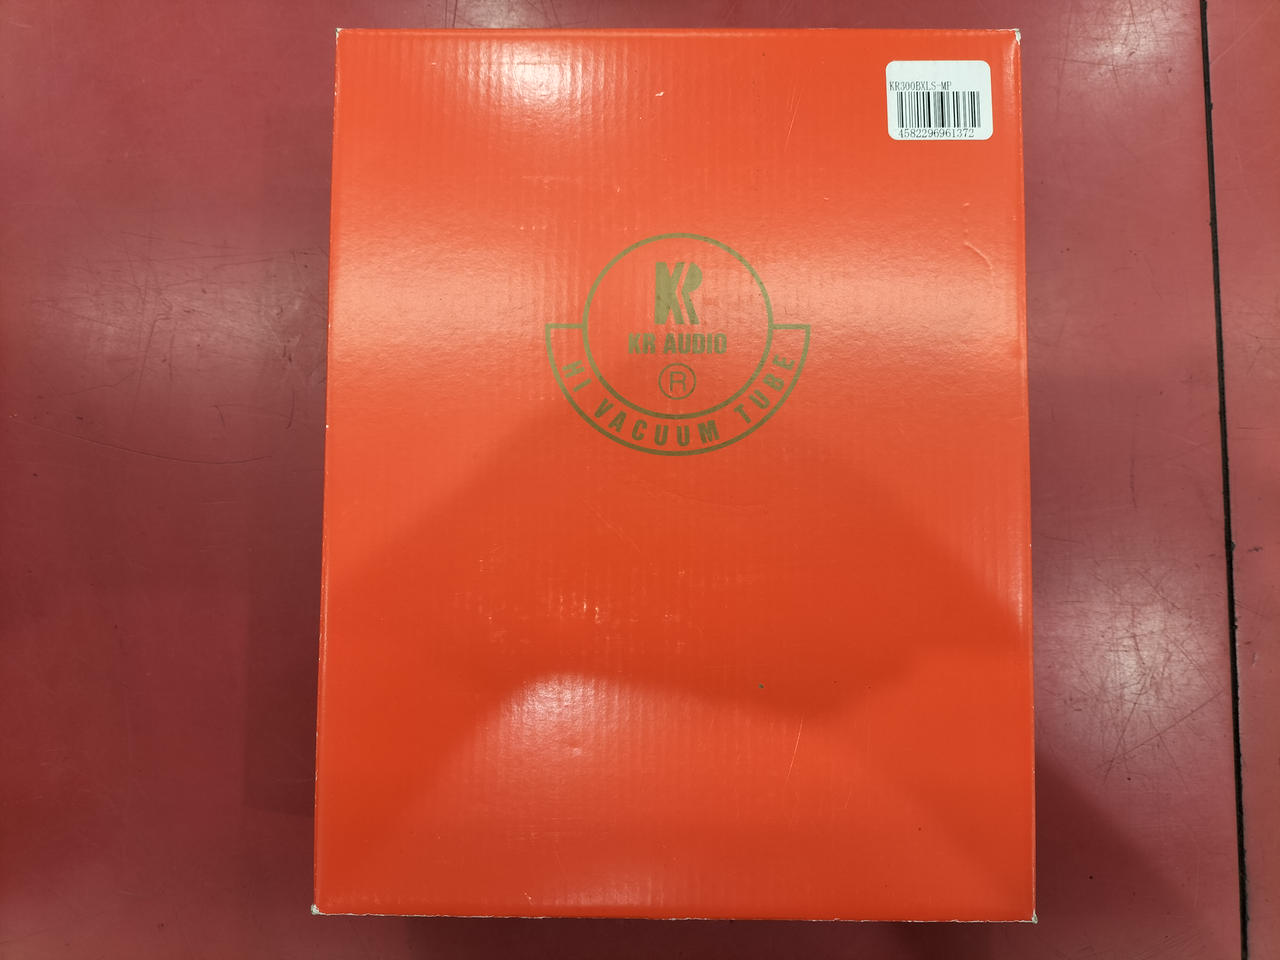 KR300BXLS-MP
4582296961372
KR
KR AUDIO
®
HI VACUUM TUBE